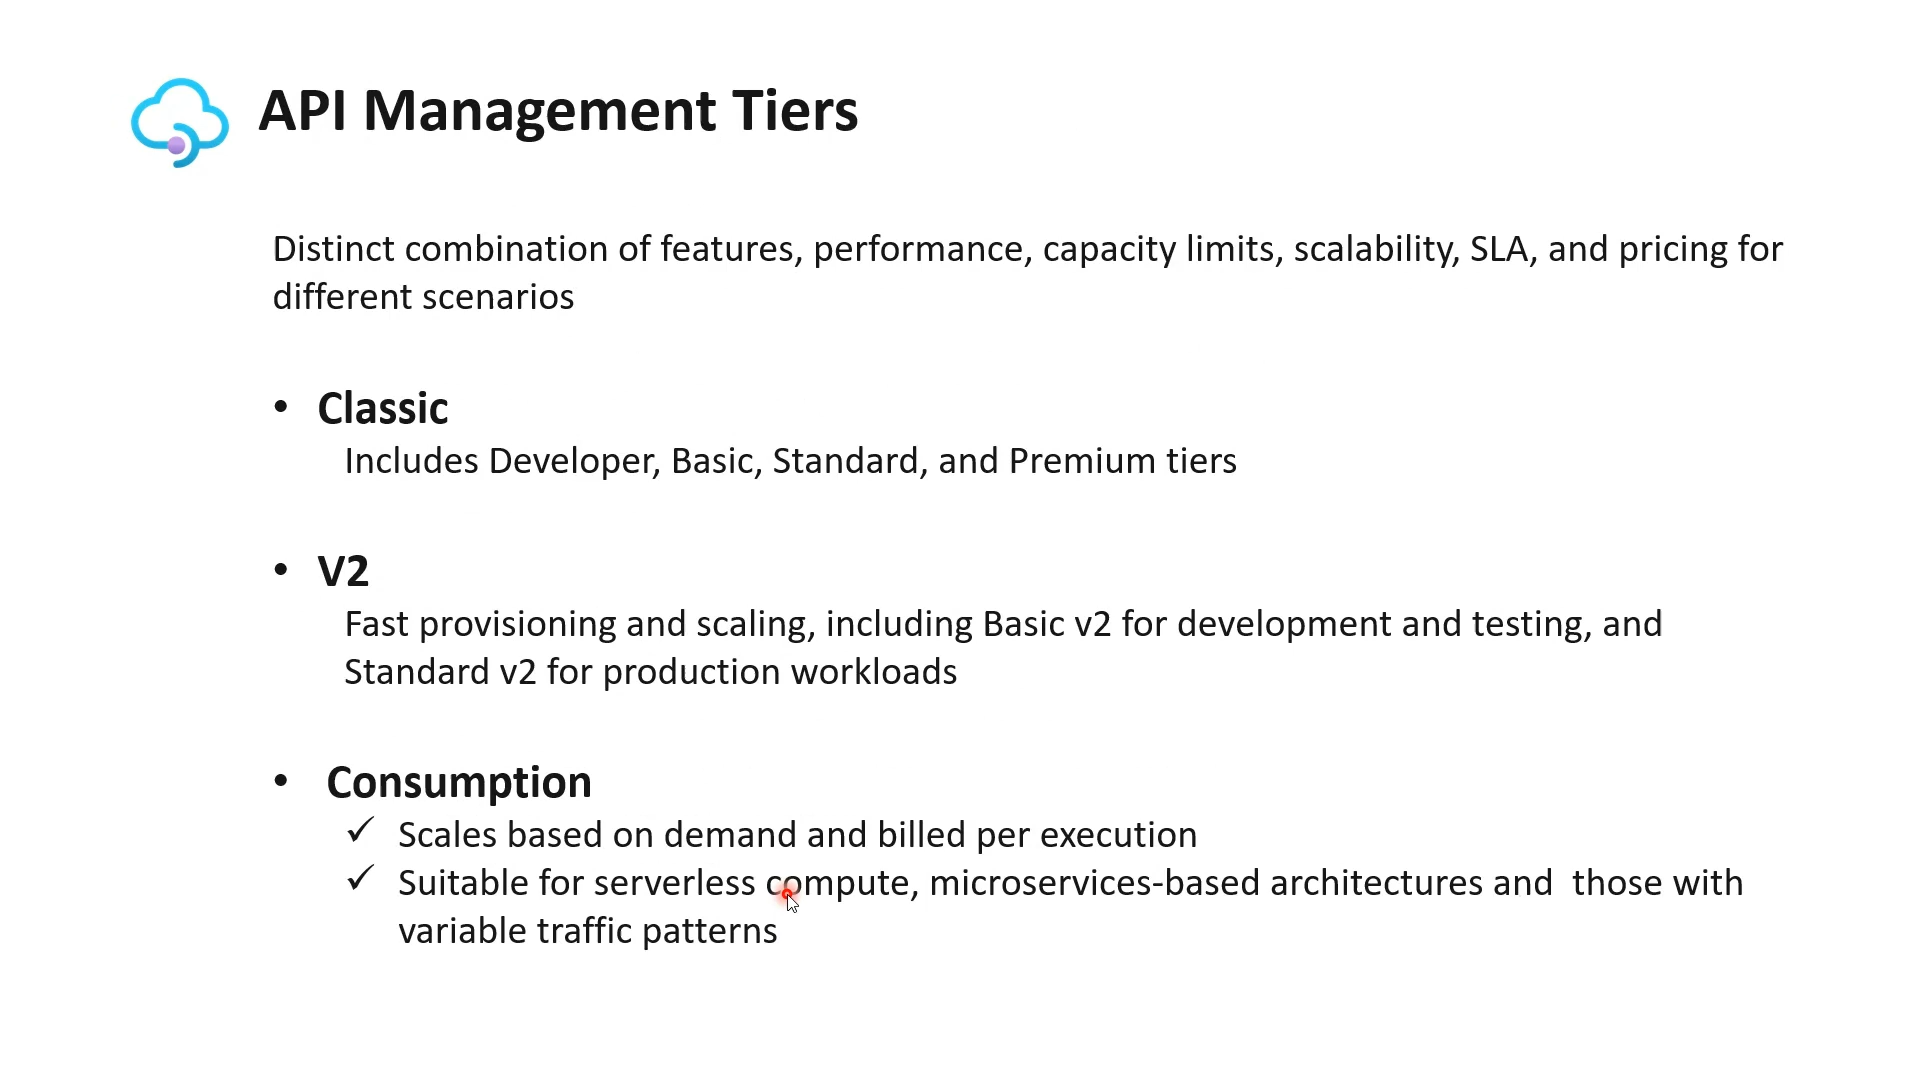 API Management Tiers
Distinct combination of features, performance, capacity limits, scalability, SLA, and pricing for
different scenarios
• Classic
Includes Developer, Basic, Standard, and Premium tiers
• V2
Fast provisioning and scaling, including Basic v2 for development and testing, and
Standard v2 for production workloads
• Consumption
✓ Scales based on demand and billed per execution
✓ Suitable for serverless compute, microservices-based architectures and  those with
variable traffic patterns